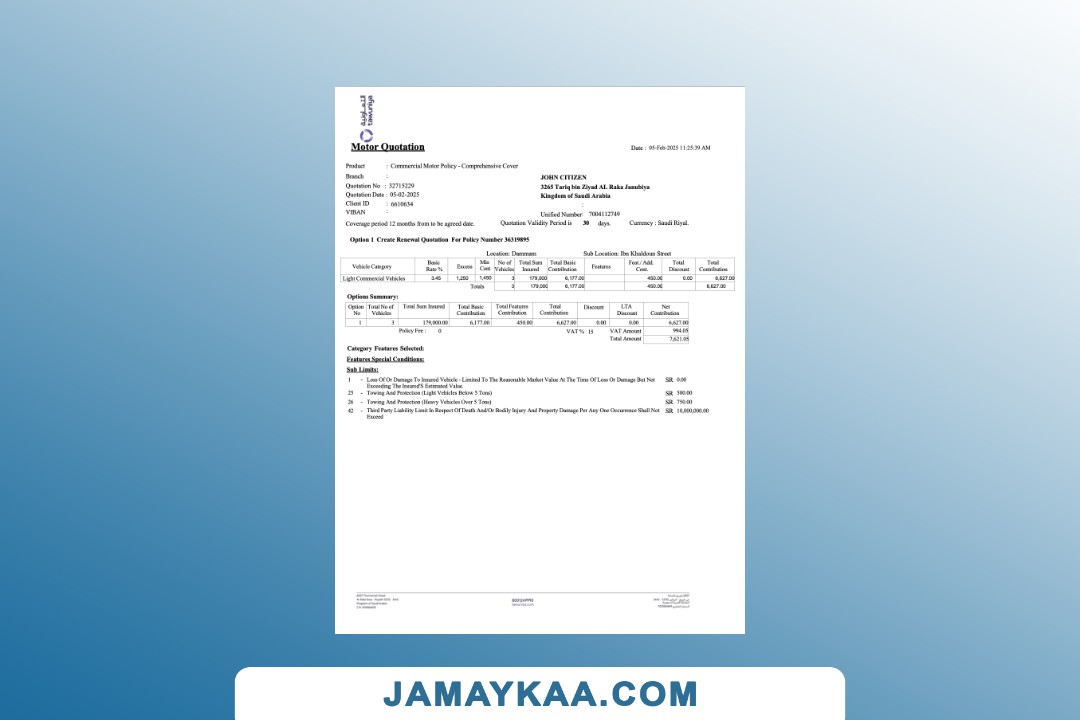 التعاونية
tawuniya
Motor Quotation
Date : 05-Feb-2025 11:25:39 AM
Product : Commercial Motor Policy - Comprehensive Cover
Branch :
JOHN CITIZEN
Quotation No : 32715229
3265 Tariq bin Ziyad AL Raka Janubiya
Quotation Date : 05-02-2025
Kingdom of Saudi Arabia
Client ID : 6610634
:
VIBAN :
Unified Number: 7004112749
Coverage period 12 months from to be agreed date. Quotation Validity Period is 30 days. Currency : Saudi Riyal.
Option 1 Create Renewal Quotation For Policy Number 36319895
Location: Dammam Sub Location: Ibn Khaldoun Street
Vehicle Category Basic Rate % Excess Min Cont No of Vehicles Total Sum Insured Total Basic Contribution Features Feat./ Add. Cont. Total Discount Total Contribution
Light Commercial Vehicles 3.45 1,250 1,450 3 179,000 6,177.00 450.00 0.00 6,627.00
Totals 3 179,000 6,177.00 450.00 6,627.00
Options Summary:
Option No Total No of Vehicles Total Sum Insured Total Basic Contribution Total Features Contribution Total Contribution Discount LTA Discount Net Contribution
1 3 179,000.00 6,177.00 450.00 6,627.00 0.00 0.00 6,627.00
Policy Fee : 0 VAT % 15 VAT Amount 994.05
Total Amount 7,621.05
Category Features Selected:
Features Special Conditions:
Sub Limits:
1 - Loss Of Or Damage To Insured Vehicle - Limited To The Reasonable Market Value At The Time Of Loss Or Damage But Not SR 0.00
Exceeding The Insured'S Estimated Value.
25 - Towing And Protection (Light Vehicles Below 5 Tons) SR 500.00
26 - Towing And Protection (Heavy Vehicles Over 5 Tons) SR 750.00
42 - Third Party Liability Limit In Respect Of Death And/Or Bodily Injury And Property Damage Per Any One Occurrence Shall Not SR 10,000,000.00
Exceed
JAMAYKAA.COM